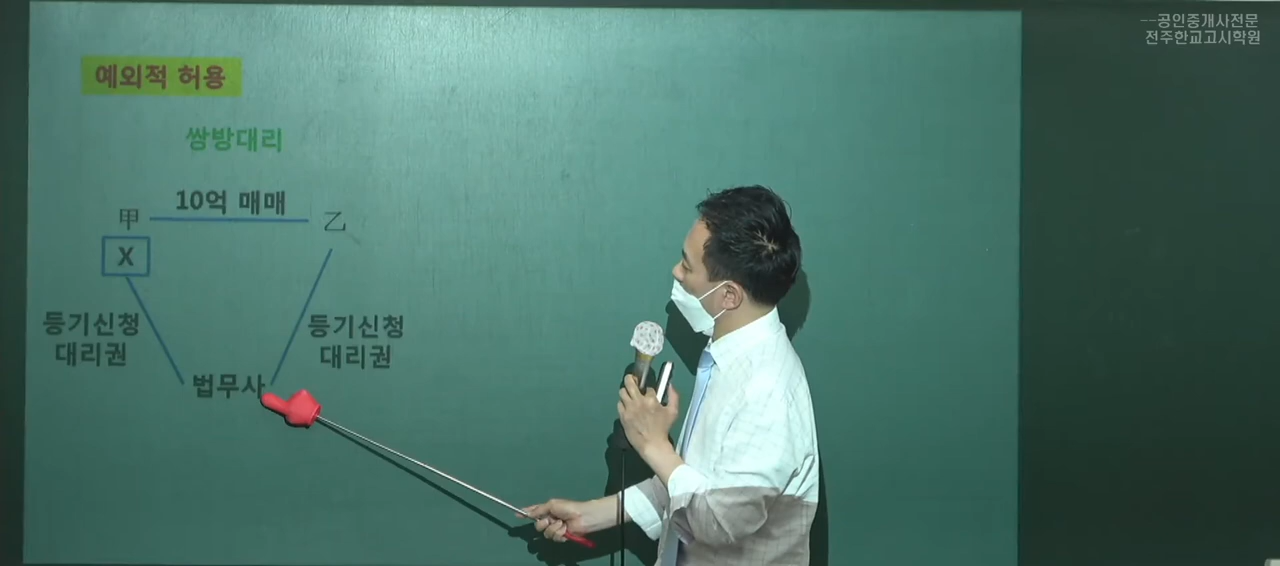 --공인중개사전문
전주한교고시학원
예외적 허용
쌍방대리
10억 매매
甲
乙
X
등기신청
대리권
등기신청
대리권
법무사